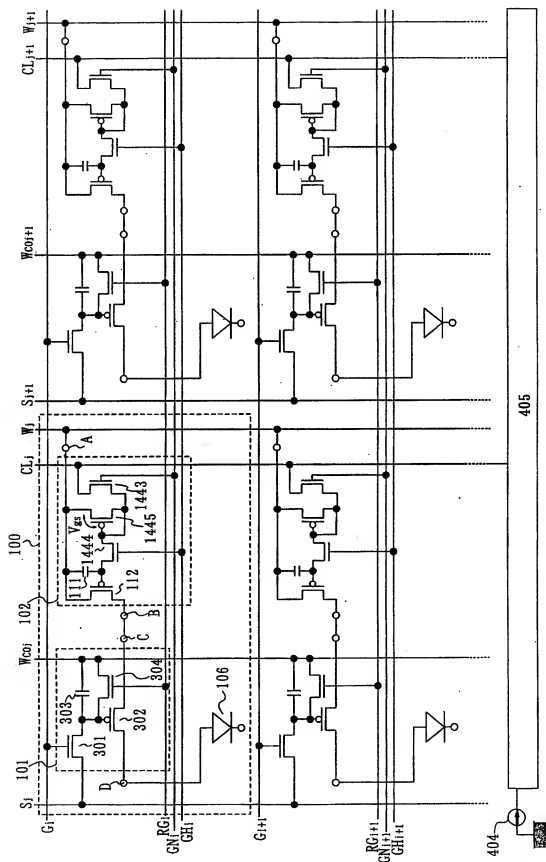 Sj
Wcoj
CLj
Wj
Sj+1
Wcoj+1
CLj+1
Wj+1
100
101
102
Gi
301
302
303
304
D
C
B
A
111
112
1444
Vgs
1445
1443
106
RGi
GNi
GHi
Gi+1
RGi+1
GNi+1
GHi+1
404
405